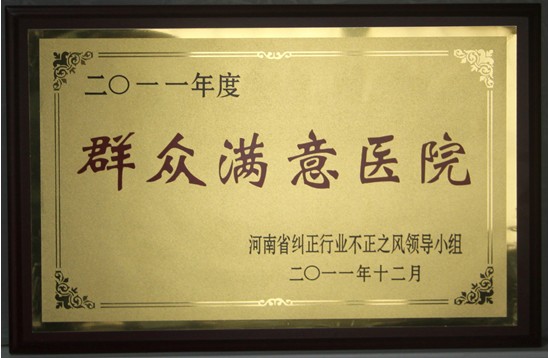 二〇一一年度
群众满意医院
河南省纠正行业不正之风领导小组
二〇一一年十二月